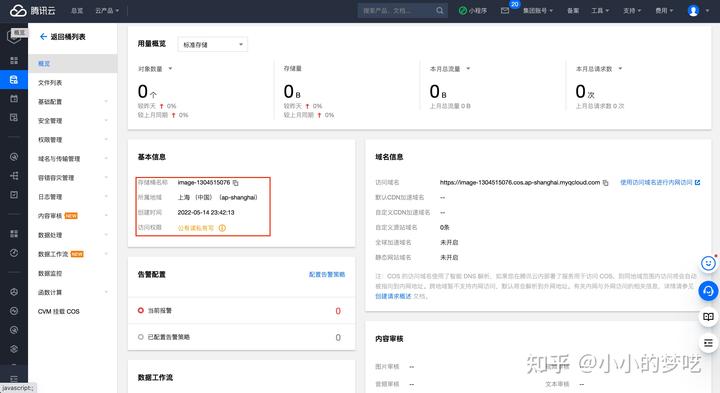 腾讯云 总览 云产品 搜索产品、文档... 小程序 20 集团账号 备案 工具 支持 费用
概览
返回桶列表
概览
文件列表
基础配置
安全管理
权限管理
域名与传输管理
容错容灾管理
日志管理
内容审核 NEW
数据处理
数据工作流 NEW
数据监控
函数计算
CVM 挂载 COS
javascript:;
用量概览 标准存储
对象数量 存储量 本月总流量 本月总请求数
0 个 0 B 0 B 0 次
较昨天 0% 较昨天 0% 上月总流量 0 B 上月总请求数 0 次
较上月同期 0% 较上月同期 0%
基本信息
存储桶名称 image-1304515076
所属地域 上海 (中国) (ap-shanghai)
创建时间 2022-05-14 23:42:13
访问权限 公有读私有写
告警配置 配置告警策略
当前报警 0
已配置告警策略 0
数据工作流
域名信息
访问域名 https://image-1304515076.cos.ap-shanghai.myqcloud.com 使用访问域名进行内网访问
默认CDN加速域名 --
自定义CDN加速域名 --
自定义源站域名 0条
全球加速域名 未开启
静态网站域名 未开启
注:COS 的访问域名使用了智能 DNS 解析,如果您在腾讯云内部署了服务用于访问 COS,则同地域范围内访问将会自动
被指向到内网地址。跨地域暂不支持内网访问,默认将会解析到外网地址。有关内网与外网访问的相关信息,详情请参见
创建请求概述 文档。
内容审核
图片审核 --
音频审核 -- 文本审核 --
知乎 @小小的梦呓